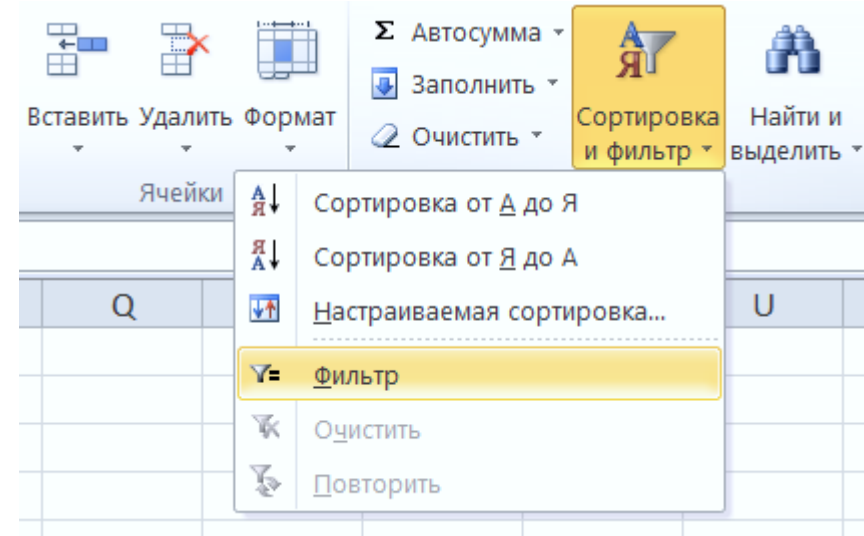 Σ Автосумма
Заполнить
Очистить
Вставить Удалить Формат
Сортировка и фильтр
Найти и выделить
Ячейки
Сортировка от А до Я
Сортировка от Я до А
Настраиваемая сортировка...
Фильтр
Очистить
Повторить
Q
U